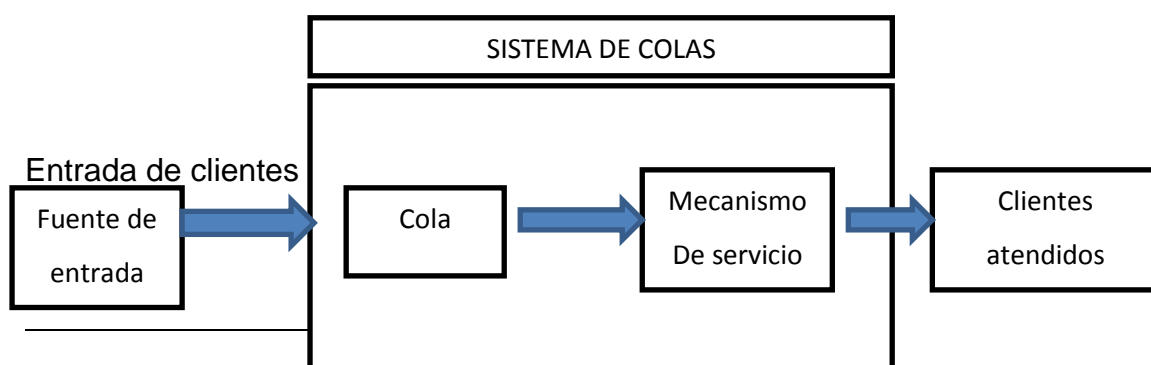 SISTEMA DE COLAS
Entrada de clientes
Fuente de
entrada
Cola
Mecanismo
De servicio
Clientes
atendidos